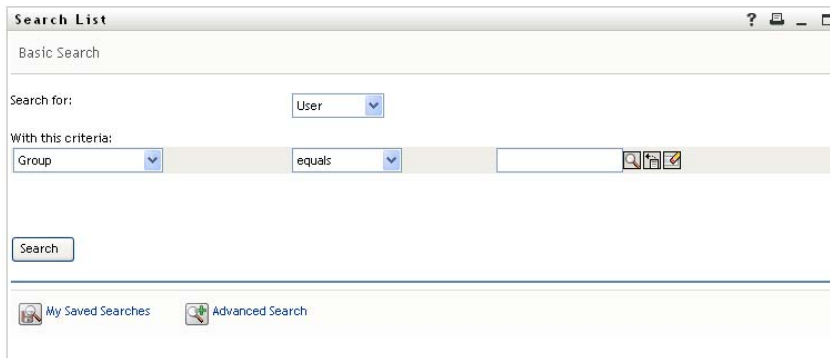 Search List ?
Basic Search
Search for: User
With this criteria:
Group equals
Search
My Saved Searches Advanced Search